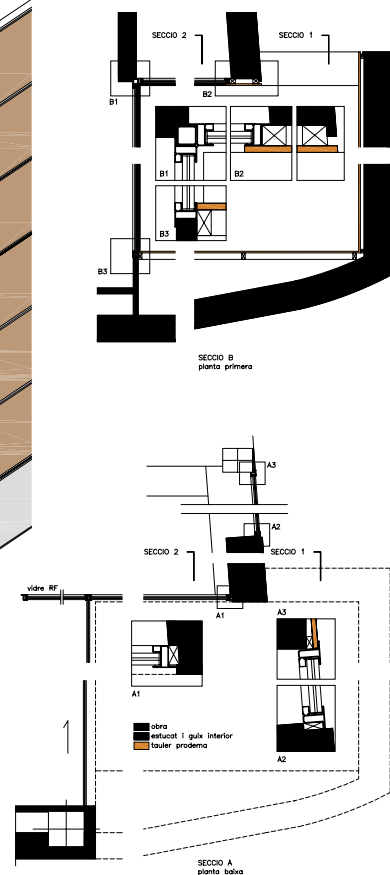 SECCIO 2
SECCIO 1
B1
B2
B1
B2
B3
B3
SECCIO B
planta primera
A3
A2
SECCIO 2
SECCIO 1
vidre RF
A1
A3
A1
obra
estucat i guix interior
tauler prodema
A2
1
SECCIO A
planta baixa